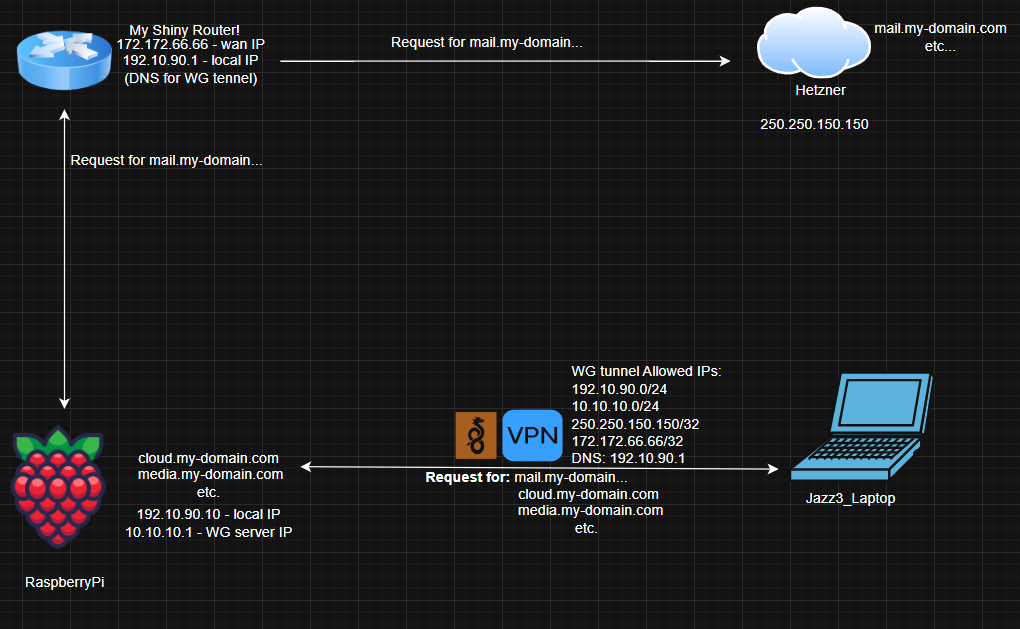 My Shiny Router!
172.172.66.66 - wan IP
192.10.90.1 - local IP
(DNS for WG tennel)
Request for mail.my-domain...
mail.my-domain.com
etc...
Hetzner
250.250.150.150
Request for mail.my-domain...
WG tunnel Allowed IPs:
192.10.90.0/24
10.10.10.0/24
250.250.150.150/32
172.172.66.66/32
DNS: 192.10.90.1
VPN
cloud.my-domain.com
media.my-domain.com
etc.
192.10.90.10 - local IP
10.10.10.1 - WG server IP
Request for: mail.my-domain...
cloud.my-domain.com
media.my-domain.com
etc.
Jazz3_Laptop
RaspberryPi